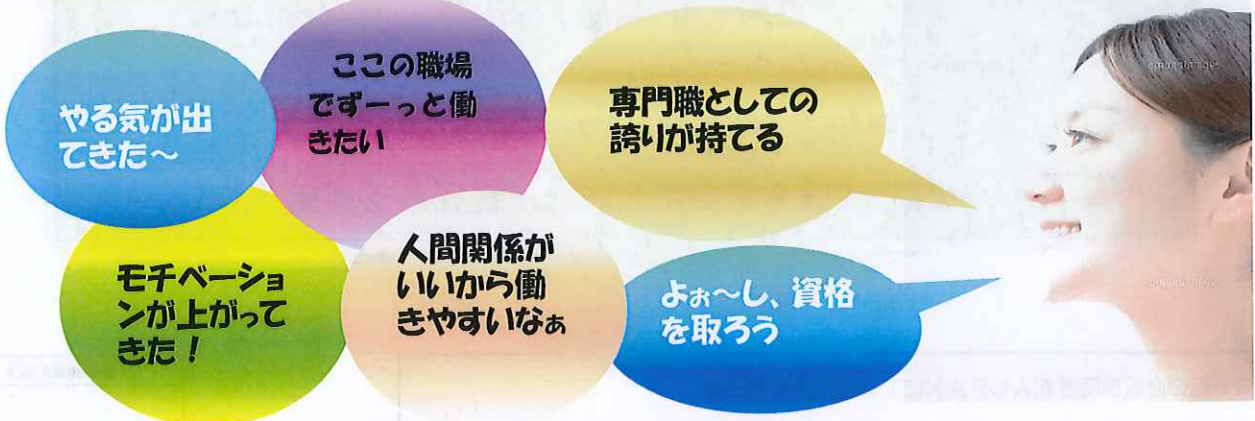 やる気が出
てきた～
ここの職場
でずーっと働
きたい
専門職としての
誇りが持てる
モチベーショ
ンが上がって
きた！
人間関係が
いいから働
きやすいなぁ
よぉ～し、資格
を取ろう